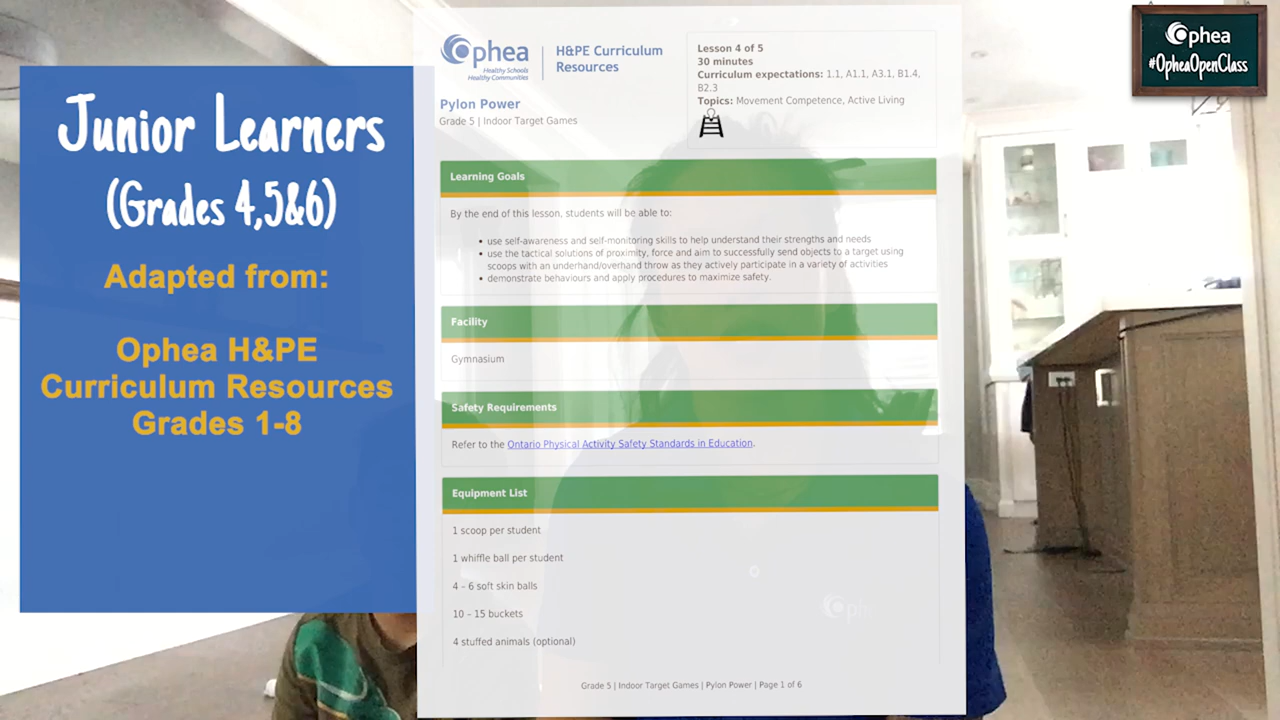 Ophea
#OpheaOpenClass
Junior Learners
(Grades 4,5&6)
Adapted from:
Ophea H&PE
Curriculum Resources
Grades 1-8
Ophea
Healthy Schools
Healthy Communities
H&PE Curriculum
Resources
Lesson 4 of 5
30 minutes
Curriculum expectations: 1.1, A1.1, A3.1, B1.4,
B2.3
Topics: Movement Competence, Active Living
Pylon Power
Grade 5 | Indoor Target Games
Learning Goals
By the end of this lesson, students will be able to:
• use self-awareness and self-monitoring skills to help understand their strengths and needs
• use the tactical solutions of proximity, force and aim to successfully send objects to a target using
scoops with an underhand/overhand throw as they actively participate in a variety of activities
• demonstrate behaviours and apply procedures to maximize safety.
Facility
Gymnasium
Safety Requirements
Refer to the Ontario Physical Activity Safety Standards in Education.
Equipment List
1 scoop per student
1 whiffle ball per student
4 – 6 soft skin balls
10 – 15 buckets
4 stuffed animals (optional)
Ophea
Grade 5 | Indoor Target Games | Pylon Power | Page 1 of 6